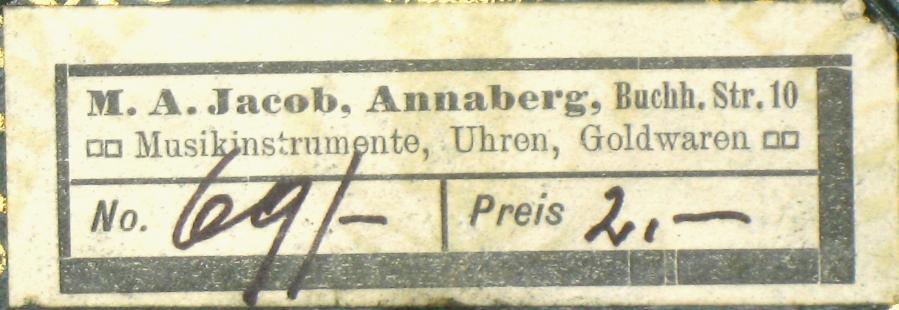 M. A. Jacob, Annaberg, Buchh. Str. 10
Musikinstrumente, Uhren, Goldwaren
No. 69/- Preis 2,-